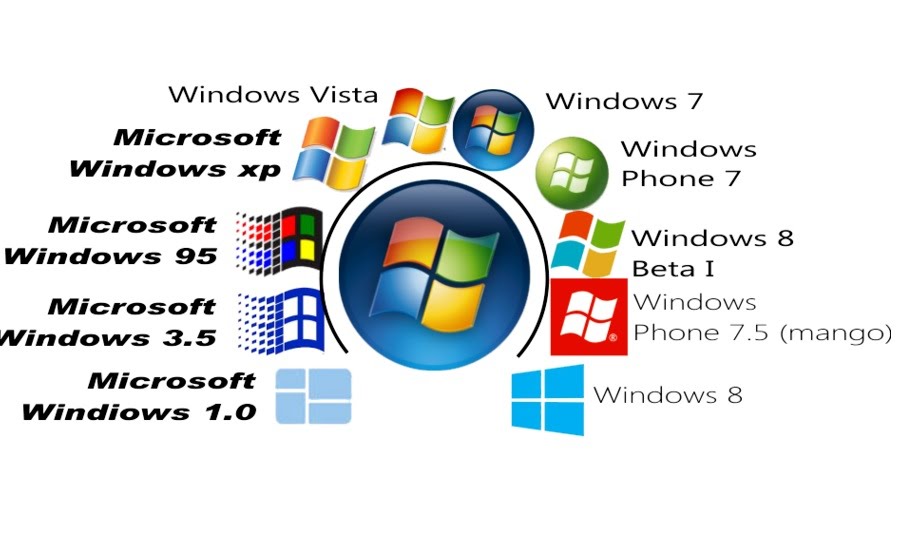 Windows Vista
Windows 7
Microsoft
Windows xp
Windows
Phone 7
Microsoft
Windows 95
Windows 8
Beta I
Microsoft
Windows 3.5
Windows
Phone 7.5 (mango)
®
Microsoft
Windiows 1.0
Windows 8